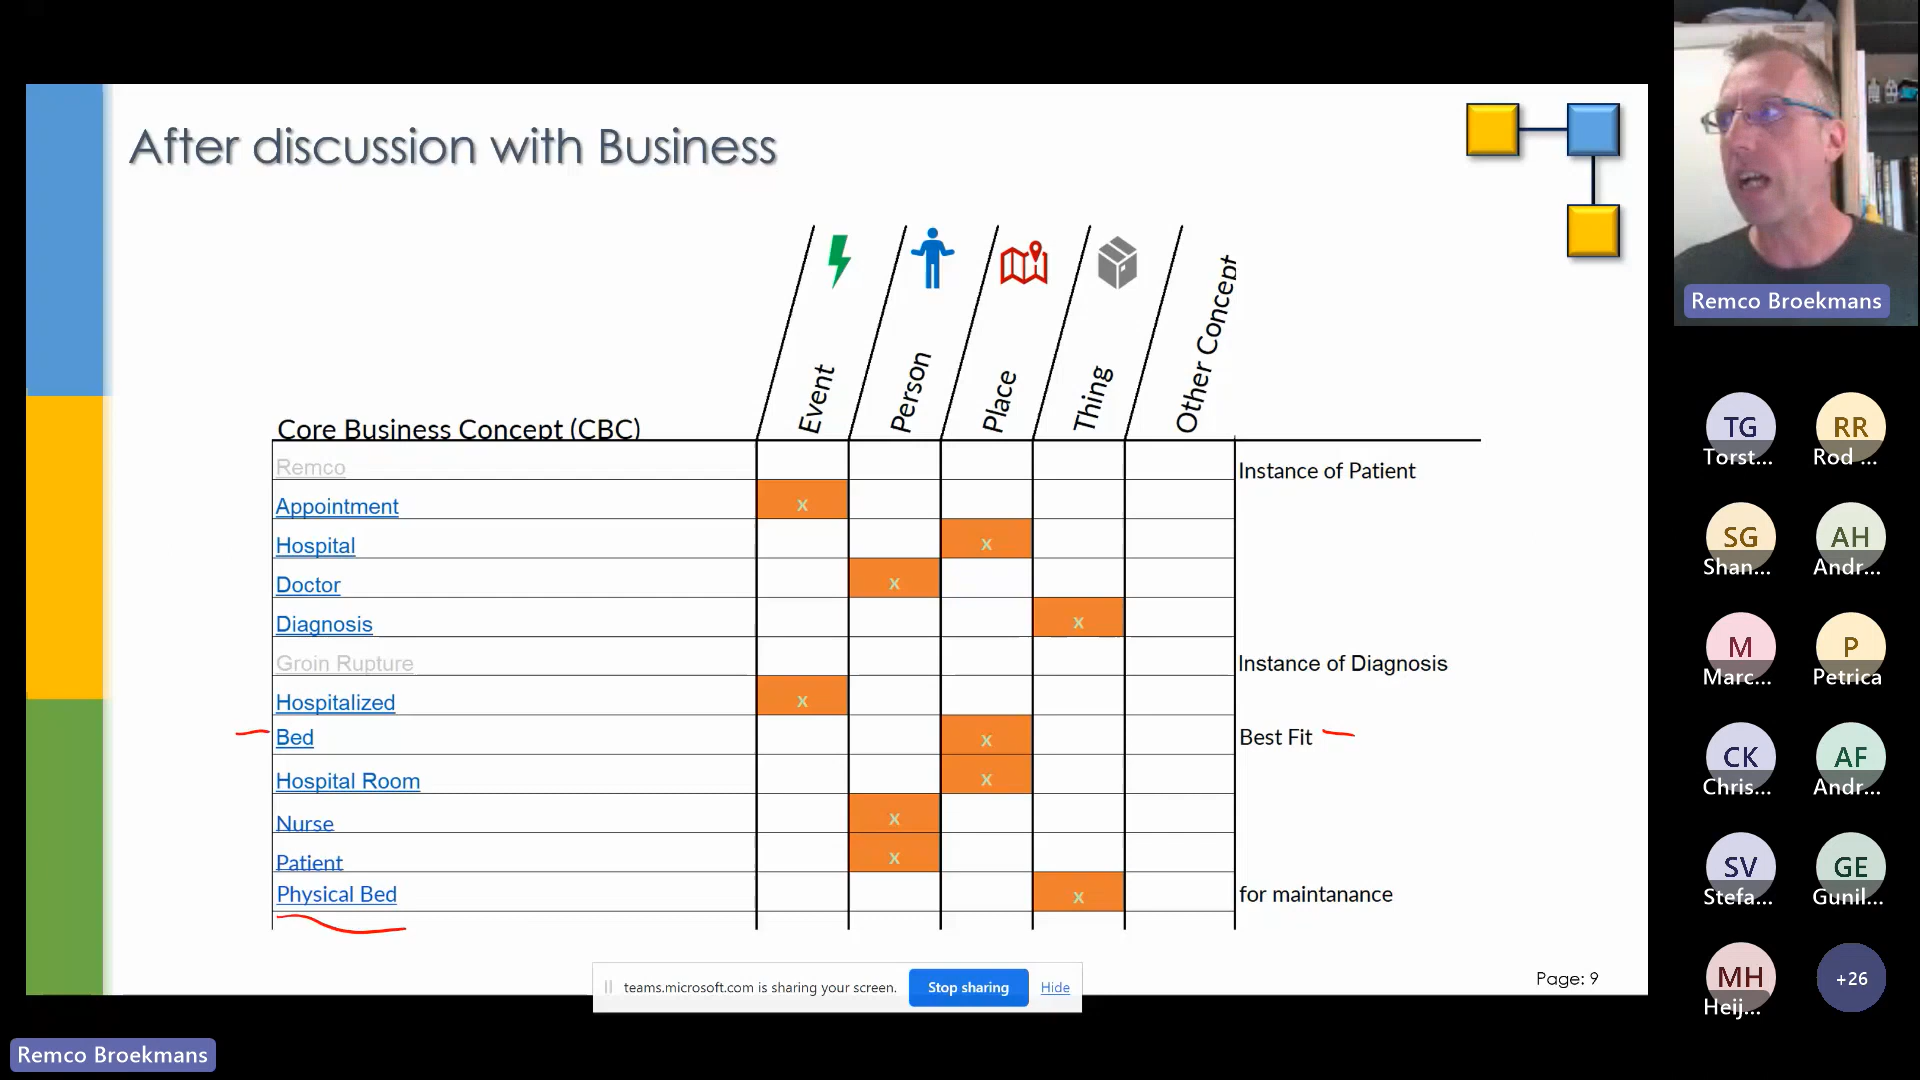 After discussion with Business
Event
Person
Place
Thing
Other Concept
Core Business Concept (CBC)
Remco
Instance of Patient
Appointment
x
Hospital
x
Doctor
x
Diagnosis
x
Groin Rupture
Instance of Diagnosis
Hospitalized
x
Bed
x
Best Fit
Hospital Room
x
Nurse
x
Patient
x
Physical Bed
x
for maintanance
Page: 9
teams.microsoft.com is sharing your screen.
Stop sharing
Hide
Remco Broekmans
Remco Broekmans
TG
Torst...
RR
Rod ...
SG
Shan...
AH
Andr...
M
Marc...
P
Petrica
CK
Chris...
AF
Andr...
SV
Stefa...
GE
Gunil...
MH
Heij...
+26